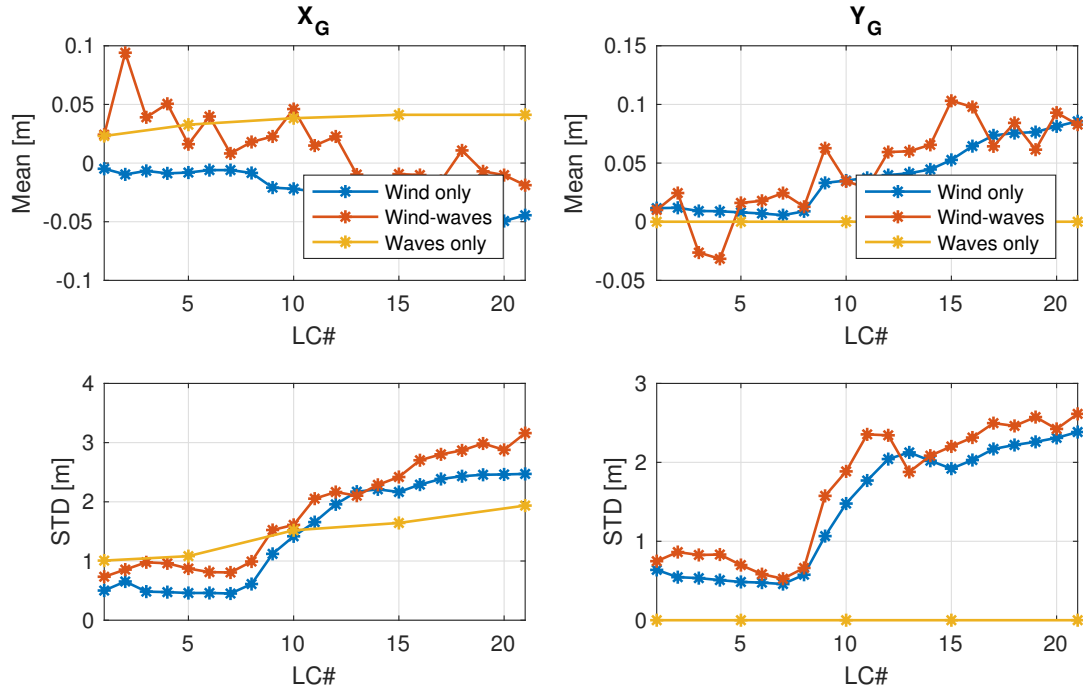 X_G
Mean [m]
0.1
0.05
0
-0.05
-0.1
5 10 15 20
LC#
Wind only
Wind-waves
Waves only
Y_G
Mean [m]
0.15
0.1
0.05
0
-0.05
5 10 15 20
LC#
Wind only
Wind-waves
Waves only
STD [m]
4
3
2
1
0
5 10 15 20
LC#
STD [m]
3
2
1
0
5 10 15 20
LC#